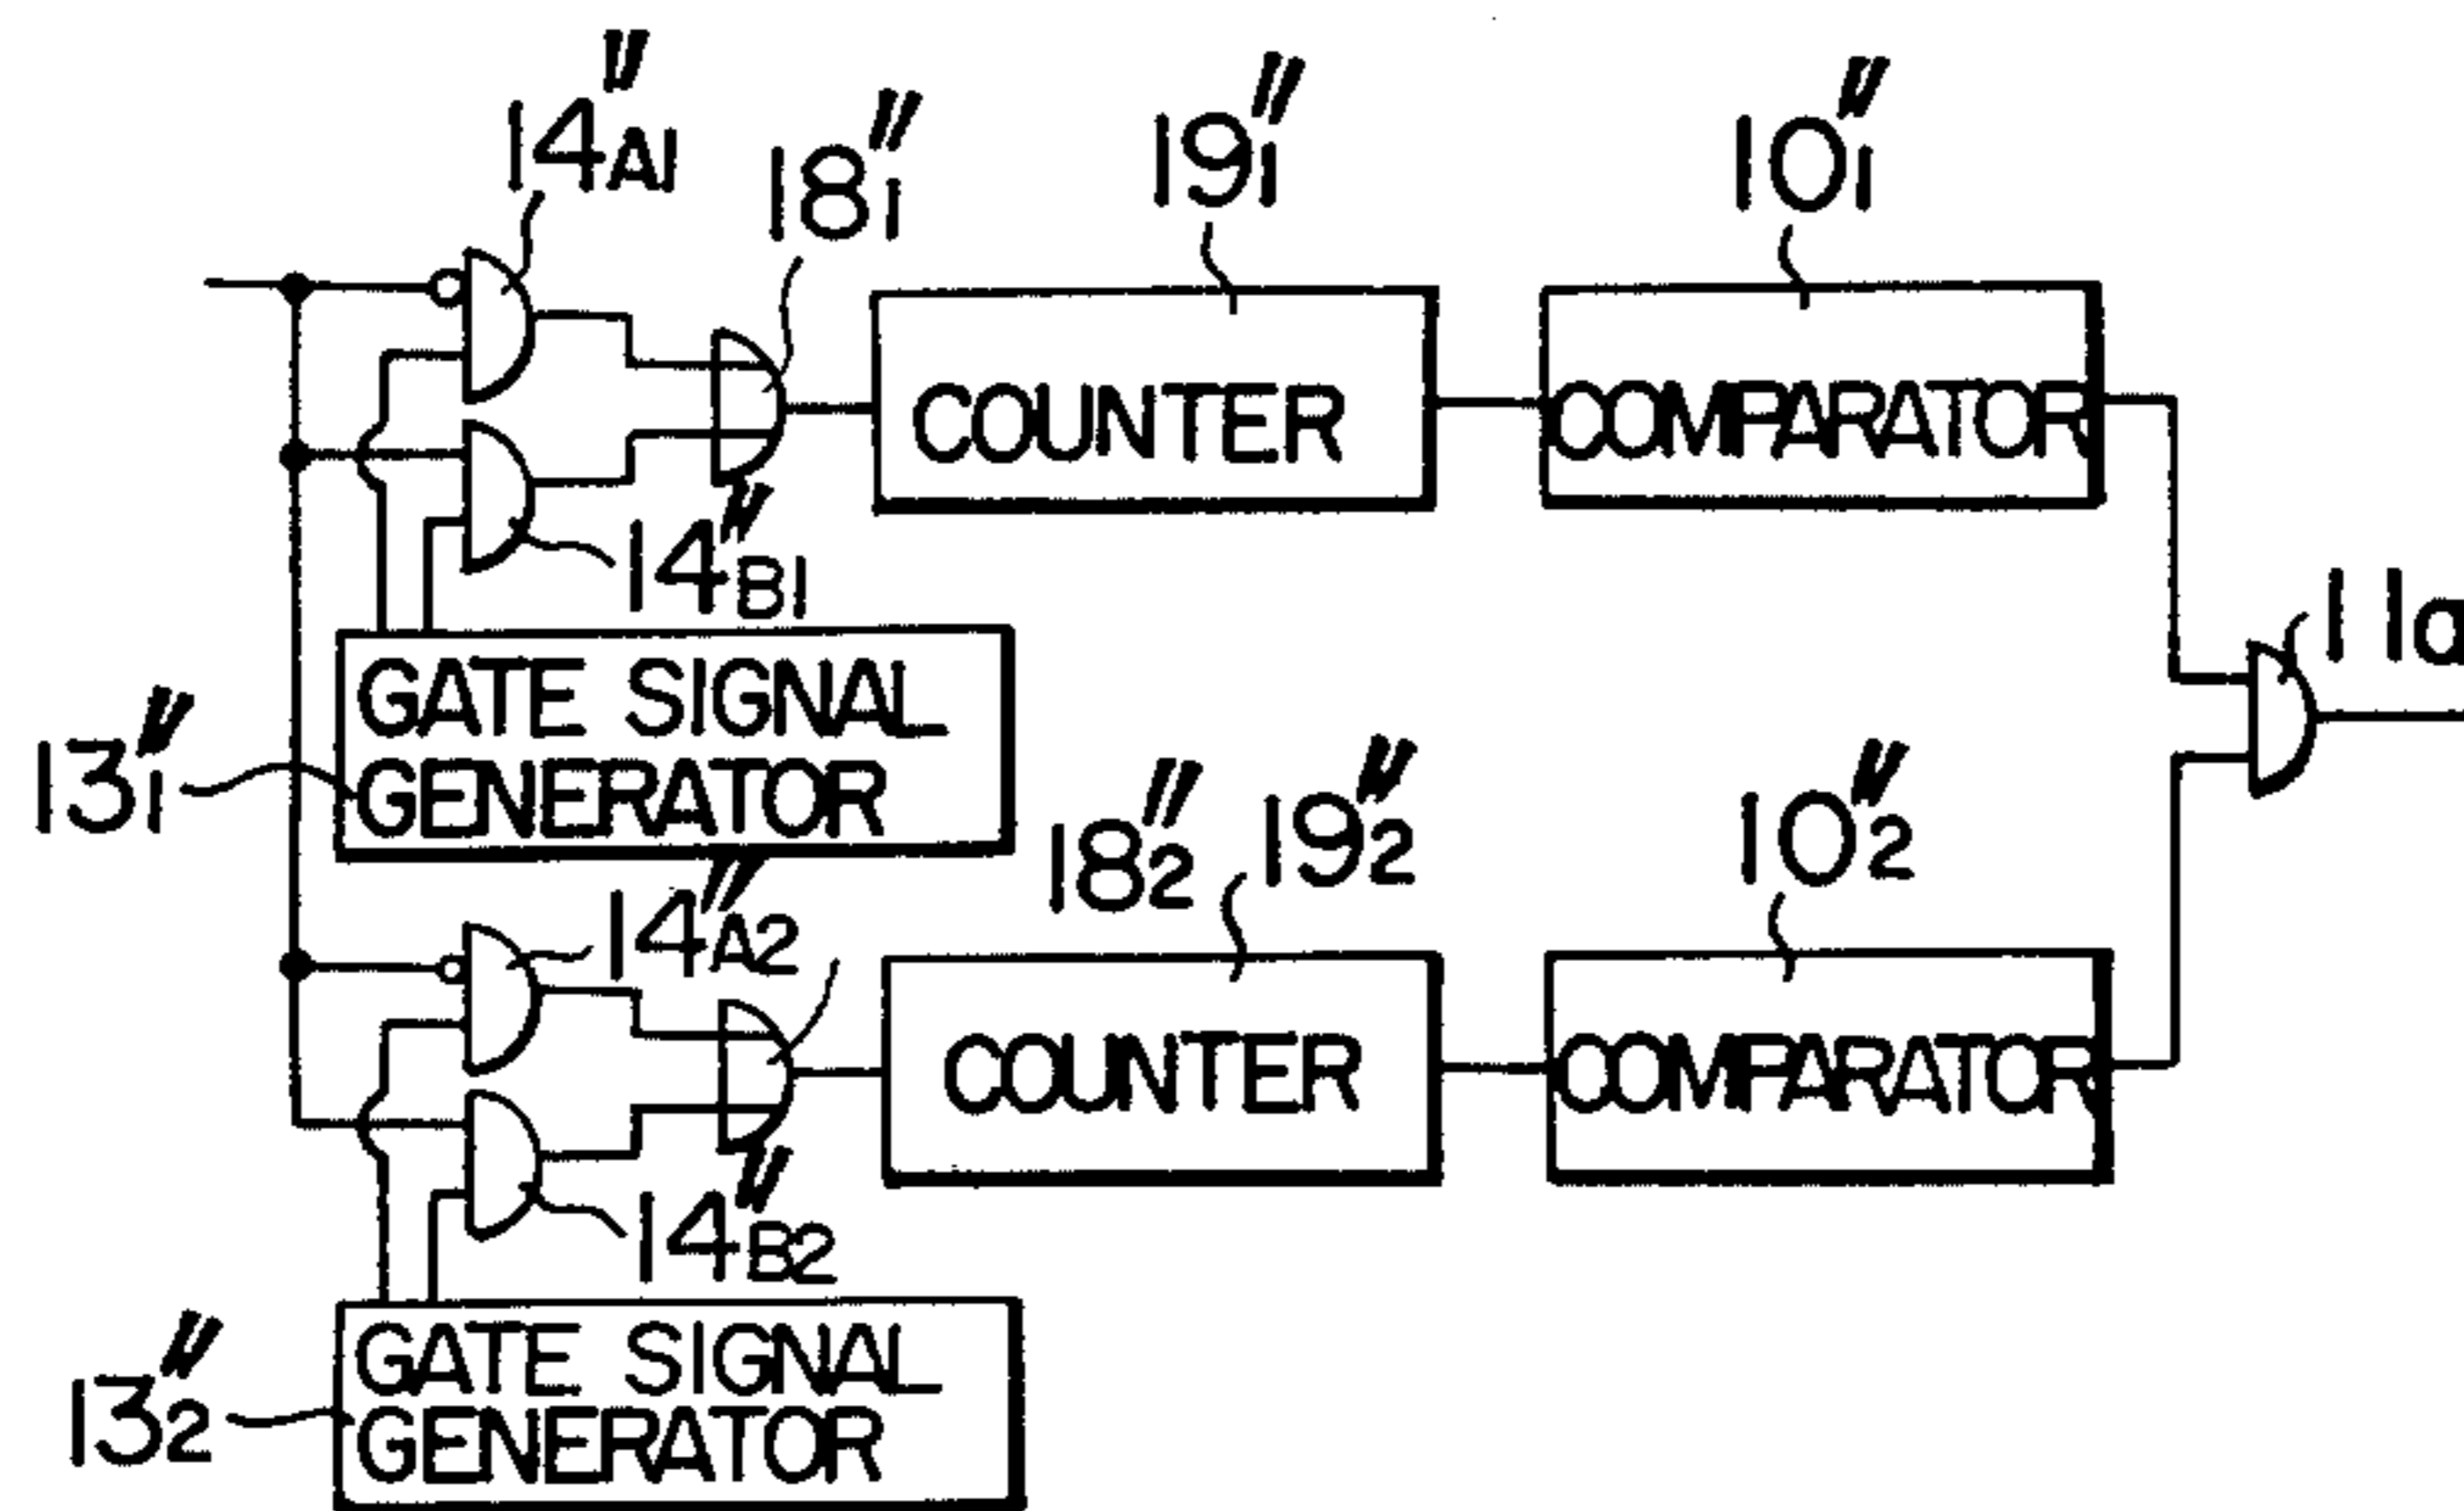 14"A1
18"1
19"1
10"1
COUNTER
COMPARATOR
14"B1
11a
GATE SIGNAL
GENERATOR
13"1
18"2
19"2
10"2
14"A2
COUNTER
COMPARATOR
14"B2
GATE SIGNAL
GENERATOR
13"2